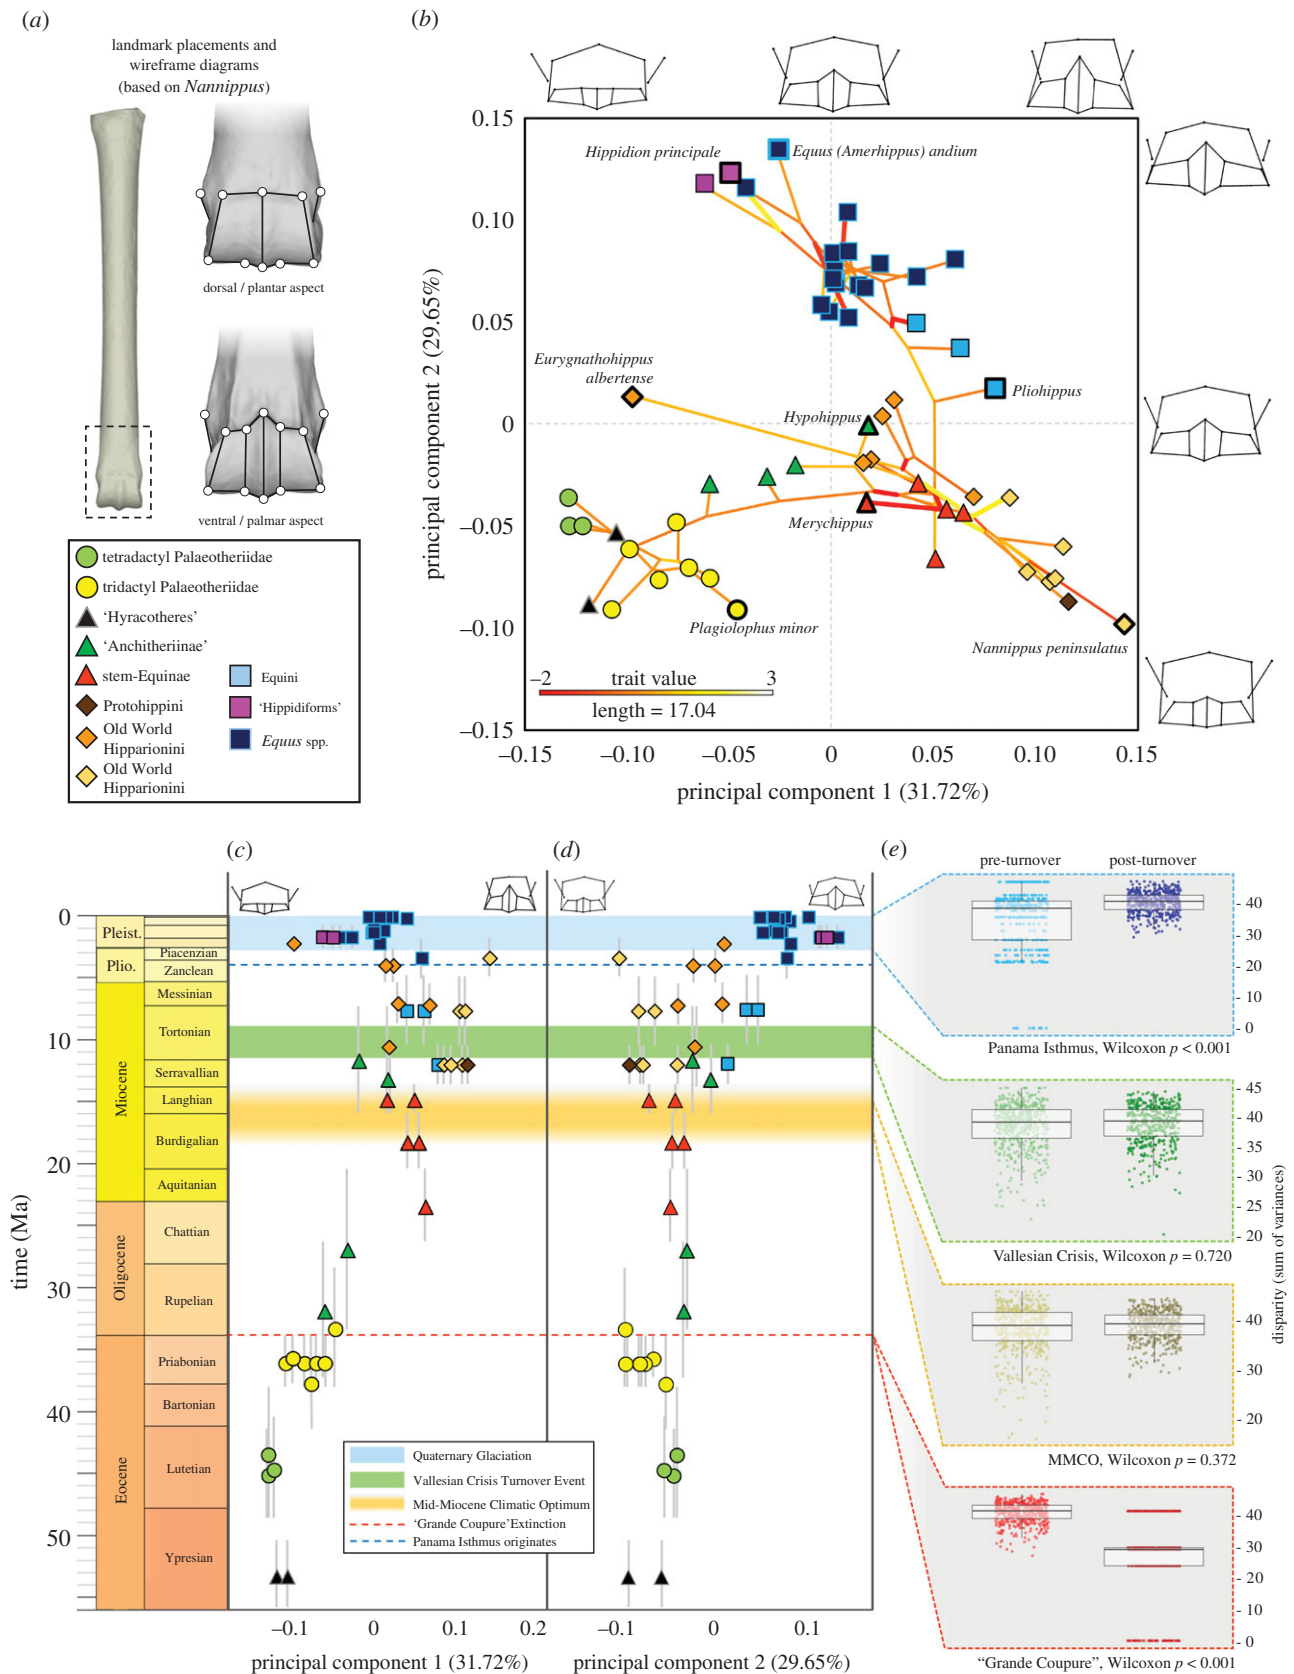 (a)
landmark placements and
wireframe diagrams
(based on Nannippus)
dorsal / plantar aspect
ventral / palmar aspect
tetradactyl Palaeotheriidae
tridactyl Palaeotheriidae
'Hyracotheres'
'Anchitheriinae'
stem-Equinae
Protohippini
Old World
Hipparionini
Old World
Hipparionini
Equini
'Hippidiforms'
Equus spp.
(b)
0.15
0.10
0.05
0
−0.05
−0.10
−0.15
principal component 2 (29.65%)
Hippidion principale
Equus (Amerhippus) andium
Eurygnathohippus
albertense
Hypohippus
Pliohippus
Merychippus
Plagiolophus minor
Nannippus peninsulatus
−2
trait value
3
length = 17.04
−0.15
−0.10
−0.05
0
0.05
0.10
0.15
principal component 1 (31.72%)
(c)
(d)
time (Ma)
0
10
20
30
40
50
Pleist.
Plio.
Miocene
Oligocene
Eocene
Piacenzian
Zanclean
Messinian
Tortonian
Serravallian
Langhian
Burdigalian
Aquitanian
Chattian
Rupelian
Priabonian
Bartonian
Lutetian
Ypresian
Quaternary Glaciation
Vallesian Crisis Turnover Event
Mid-Miocene Climatic Optimum
'Grande Coupure'Extinction
Panama Isthmus originates
−0.1
0
0.1
0.2
principal component 1 (31.72%)
−0.1
0
0.1
principal component 2 (29.65%)
(e)
pre-turnover
post-turnover
40
30
20
10
0
Panama Isthmus, Wilcoxon p < 0.001
45
40
35
30
25
20
Vallesian Crisis, Wilcoxon p = 0.720
40
30
20
MMCO, Wilcoxon p = 0.372
40
30
20
10
0
"Grande Coupure", Wilcoxon p < 0.001
disparity (sum of variances)